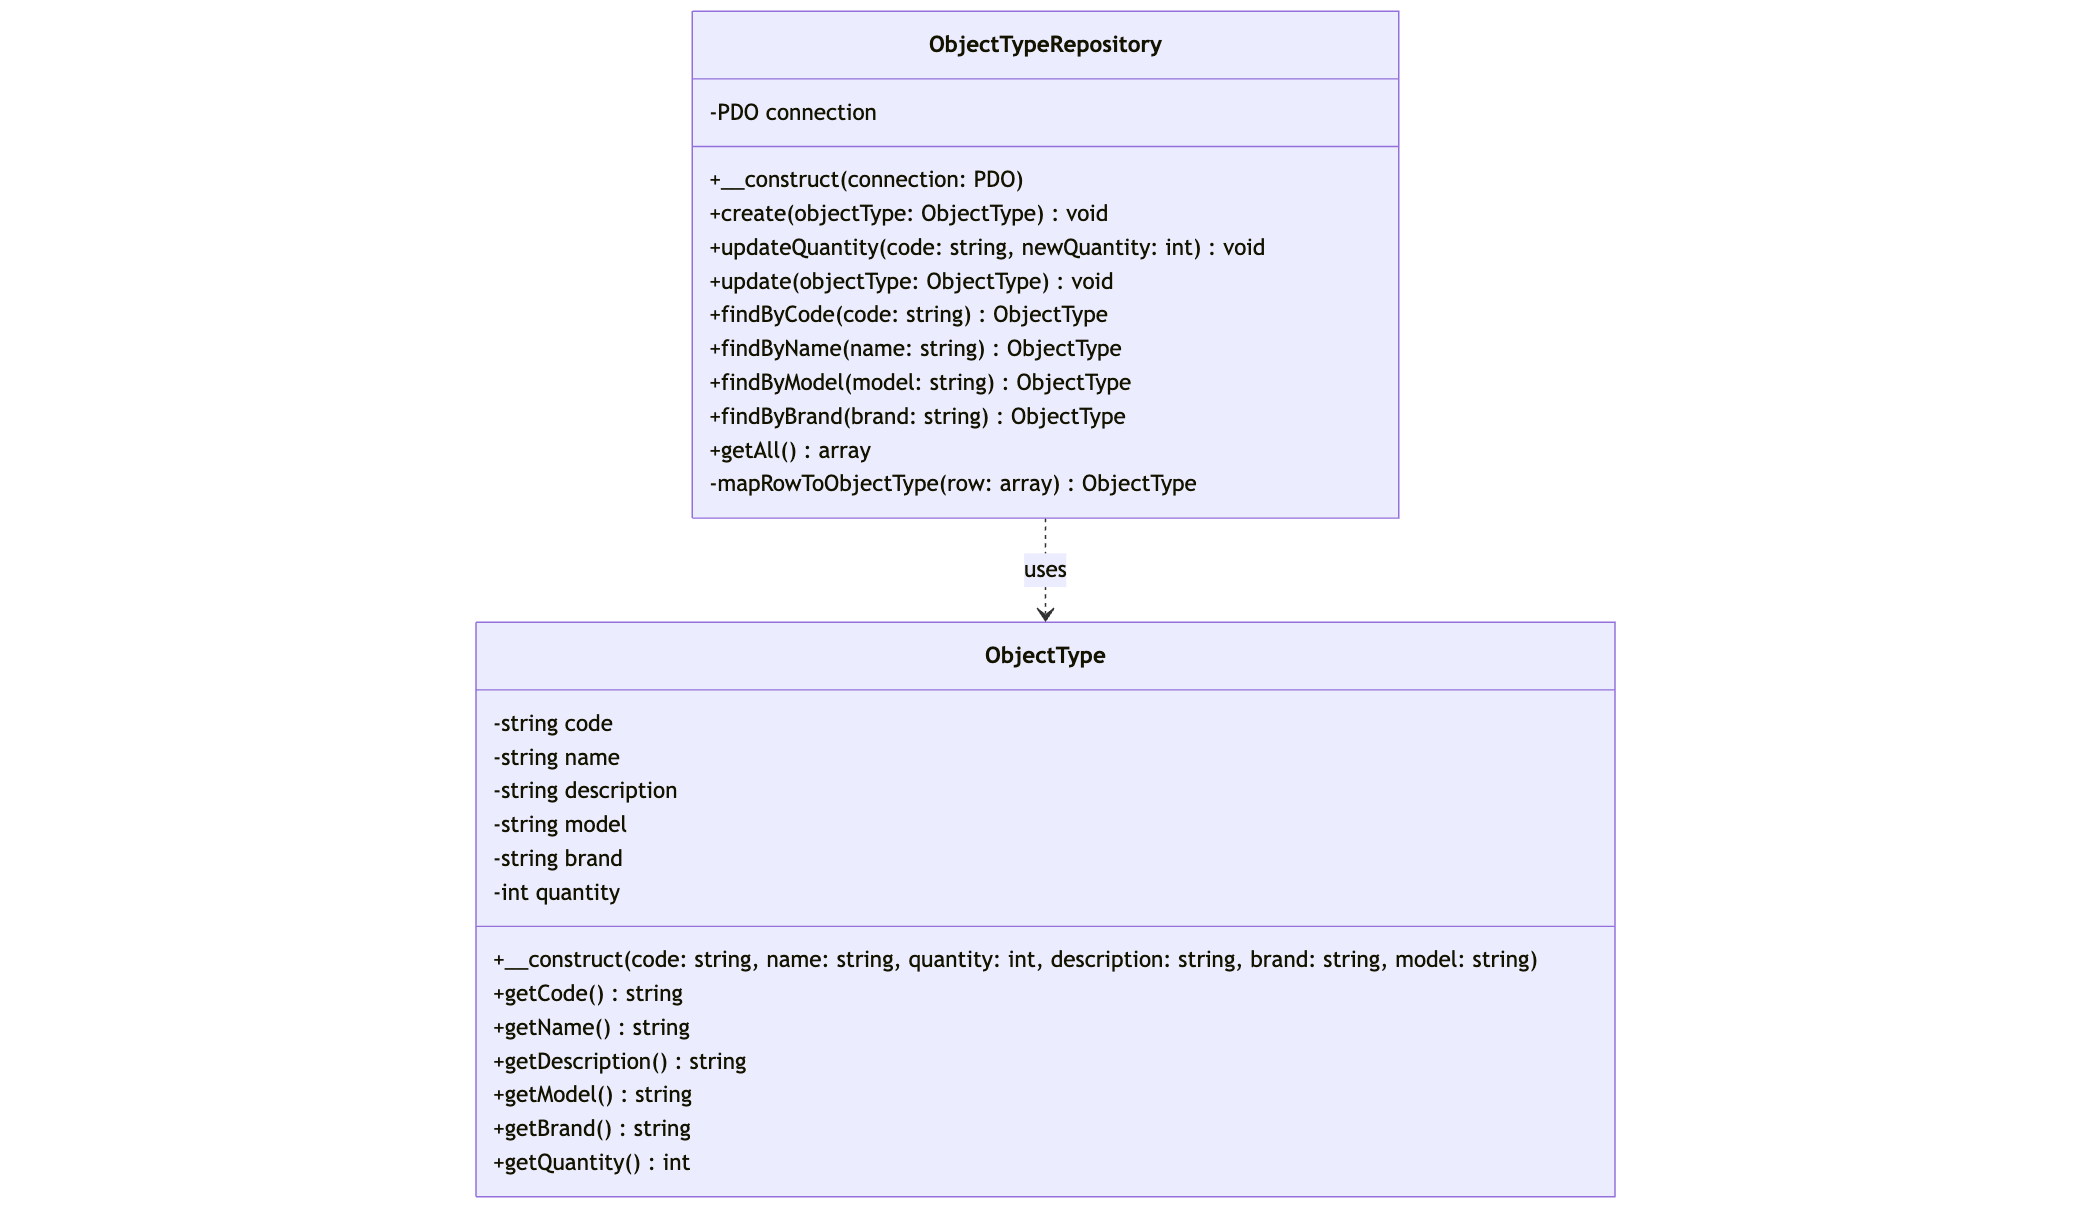 ObjectTypeRepository
-PDO connection
+__construct(connection: PDO)
+create(objectType: ObjectType) : void
+updateQuantity(code: string, newQuantity: int) : void
+update(objectType: ObjectType) : void
+findByCode(code: string) : ObjectType
+findByName(name: string) : ObjectType
+findByModel(model: string) : ObjectType
+findByBrand(brand: string) : ObjectType
+getAll() : array
-mapRowToObjectType(row: array) : ObjectType
uses
ObjectType
-string code
-string name
-string description
-string model
-string brand
-int quantity
+__construct(code: string, name: string, quantity: int, description: string, brand: string, model: string)
+getCode() : string
+getName() : string
+getDescription() : string
+getModel() : string
+getBrand() : string
+getQuantity() : int